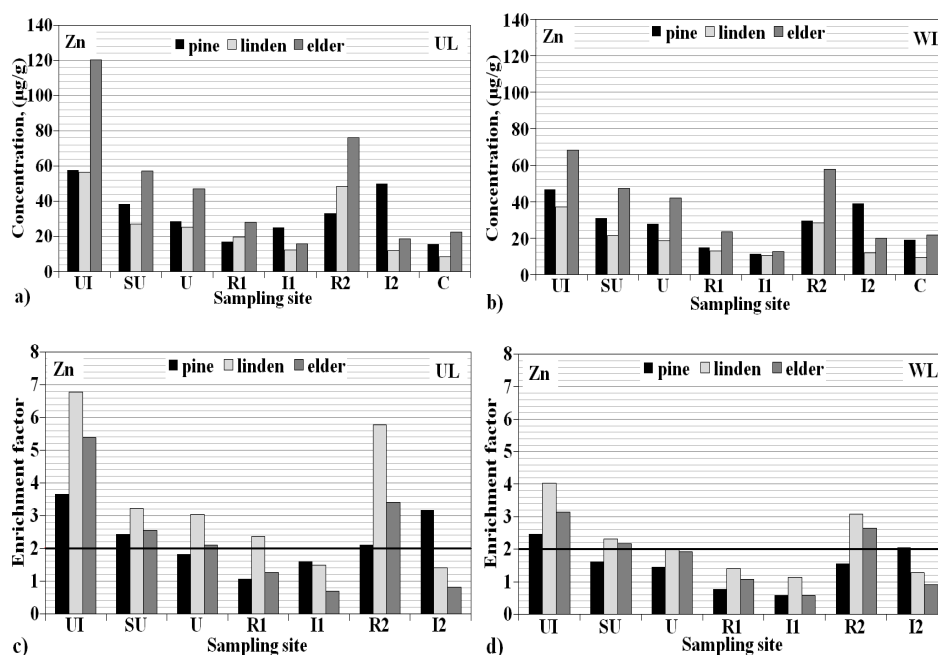 140
120
100
80
60
40
20
0
Concentration, (µg/g)
Zn
UL
pine linden elder
UI SU U R1 I1 R2 I2 C
Sampling site
a)
140
120
100
80
60
40
20
0
Concentration, (µg/g)
Zn
WL
pine linden elder
UI SU U R1 I1 R2 I2 C
Sampling site
b)
8
7
6
5
4
3
2
1
0
Enrichment factor
Zn
UL
pine linden elder
UI SU U R1 I1 R2 I2
Sampling site
c)
8
7
6
5
4
3
2
1
0
Enrichment factor
Zn
WL
pine linden elder
UI SU U R1 I1 R2 I2
Sampling site
d)